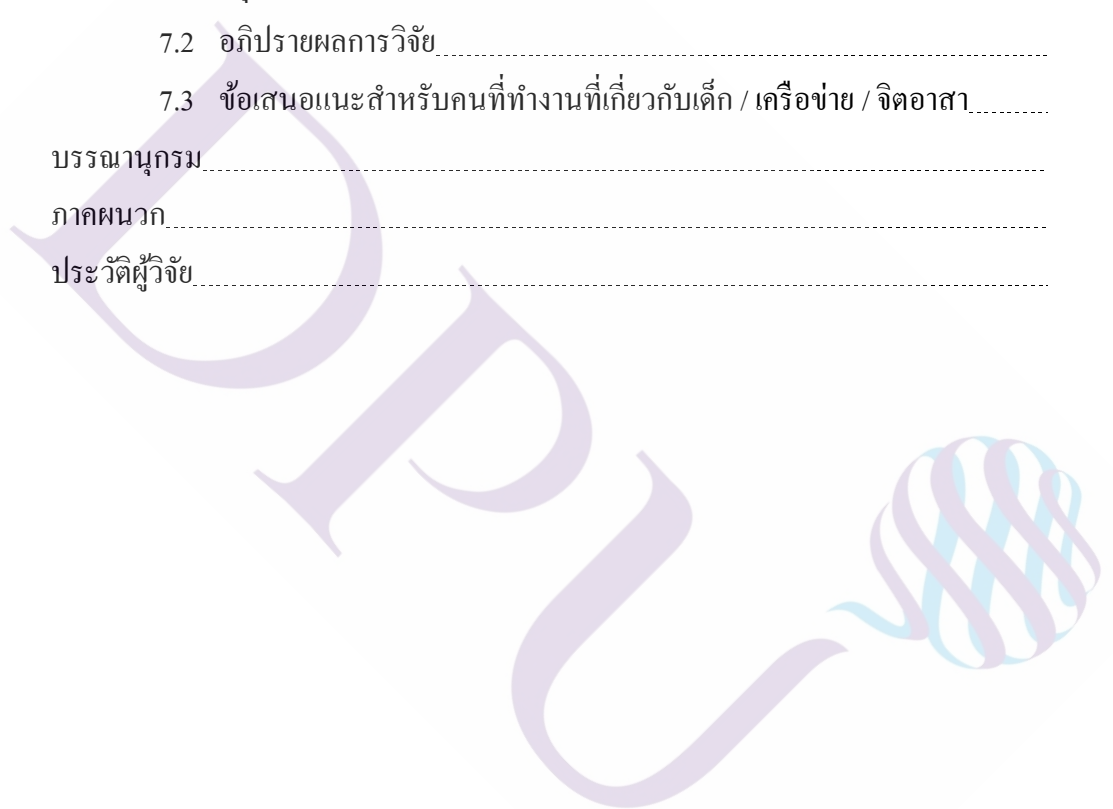 7.2 อภิปรายผลการวิจัย
7.3 ข้อเสนอแนะสำหรับคนที่ทำงานที่เกี่ยวกับเด็ก / เครือข่าย / จิตอาสา
บรรณานุกรม
ภาคผนวก
ประวัติผู้วิจัย
DPU